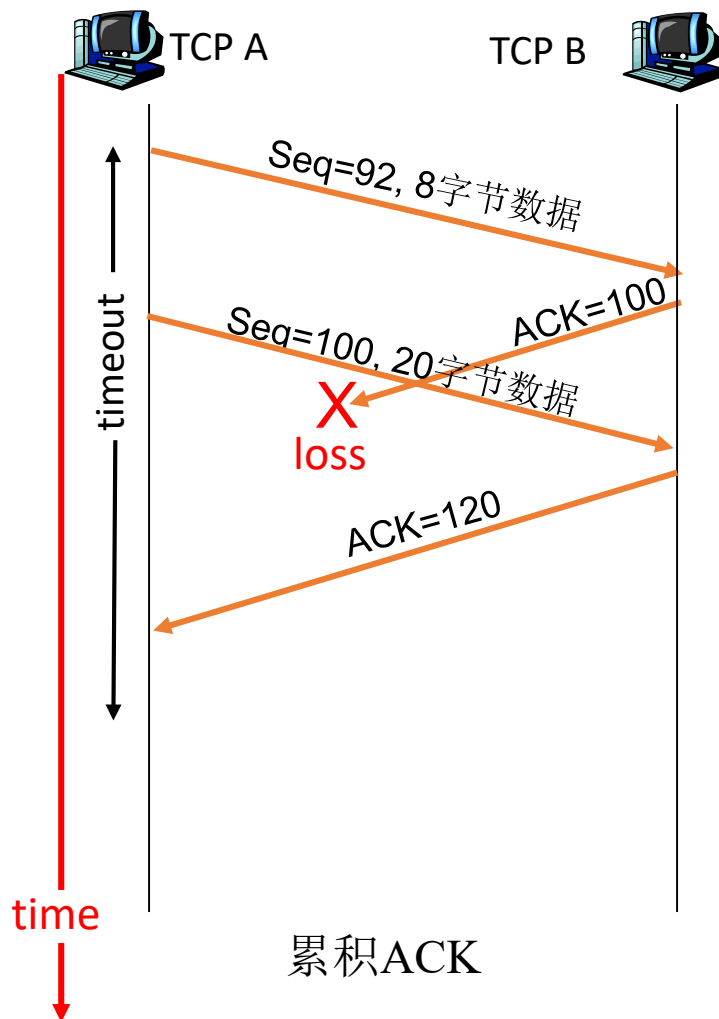 TCP A
TCP B
Seq=92, 8字节数据
ACK=100
timeout
Seq=100, 20字节数据
X
loss
ACK=120
time
累积ACK